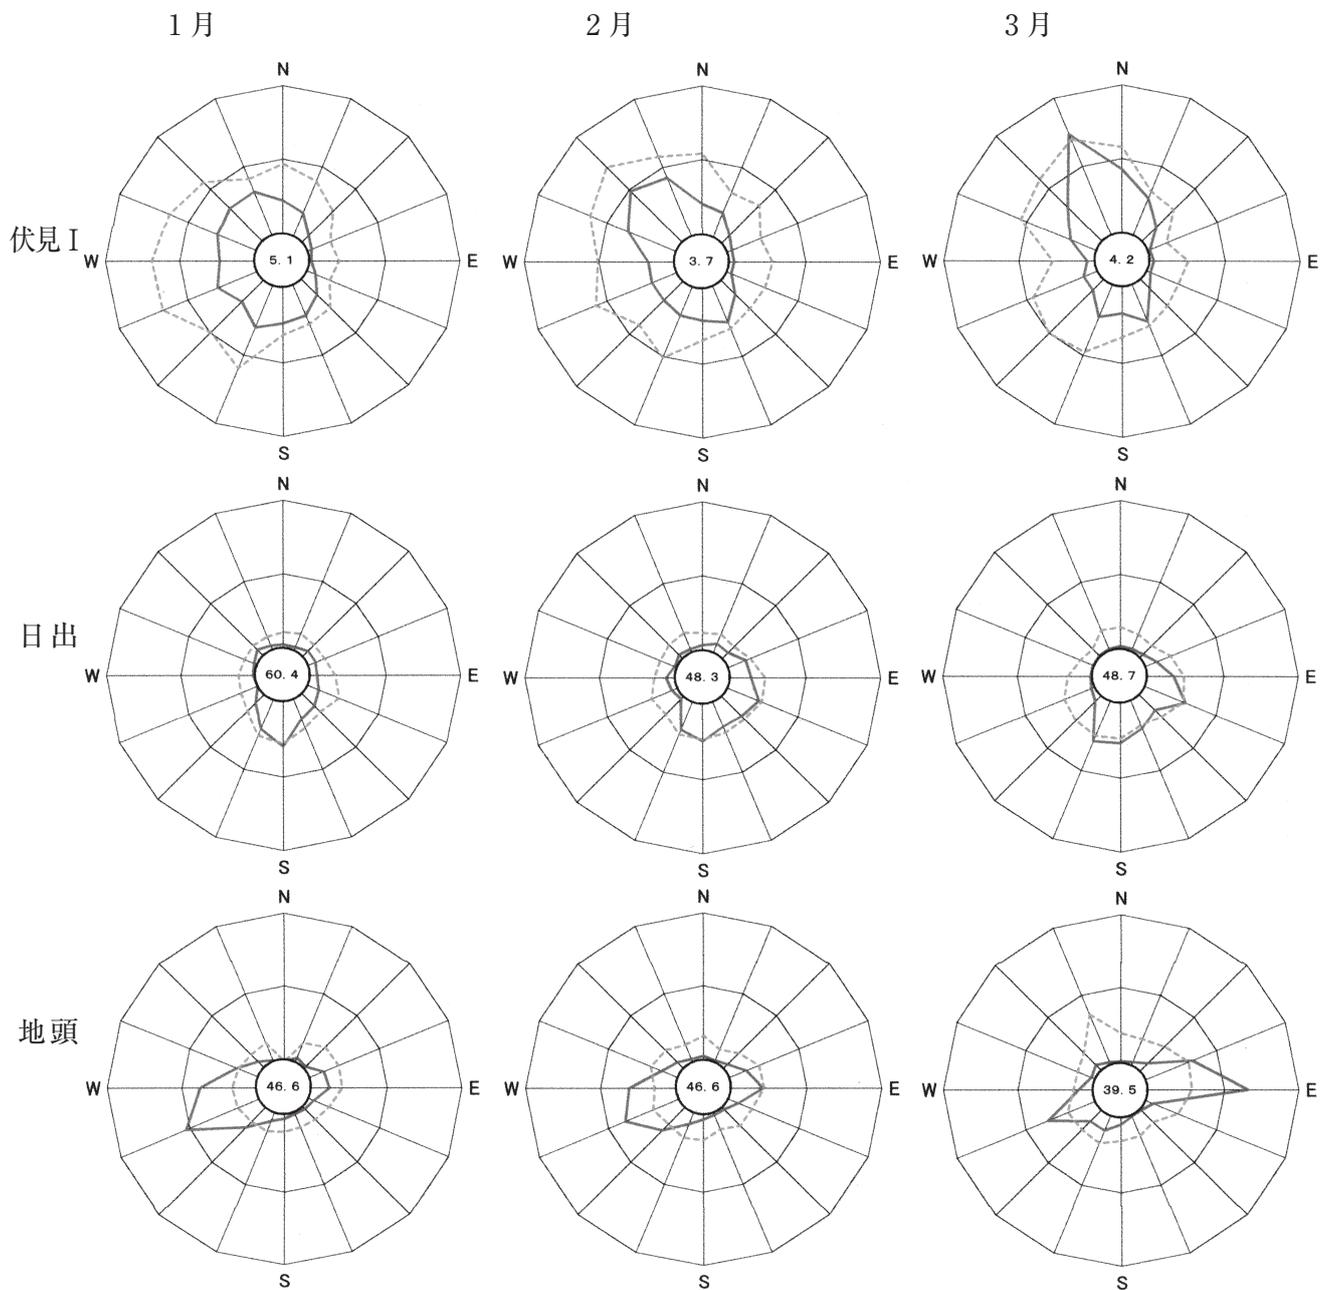 1月 2月 3月
N N N
伏見I W 5.1 E W 3.7 E W 4.2 E
S S S
N N N
日出 W 60.4 E W 48.3 E W 48.7 E
S S S
N N N
地頭 W 46.6 E W 46.6 E W 39.5 E
S S S